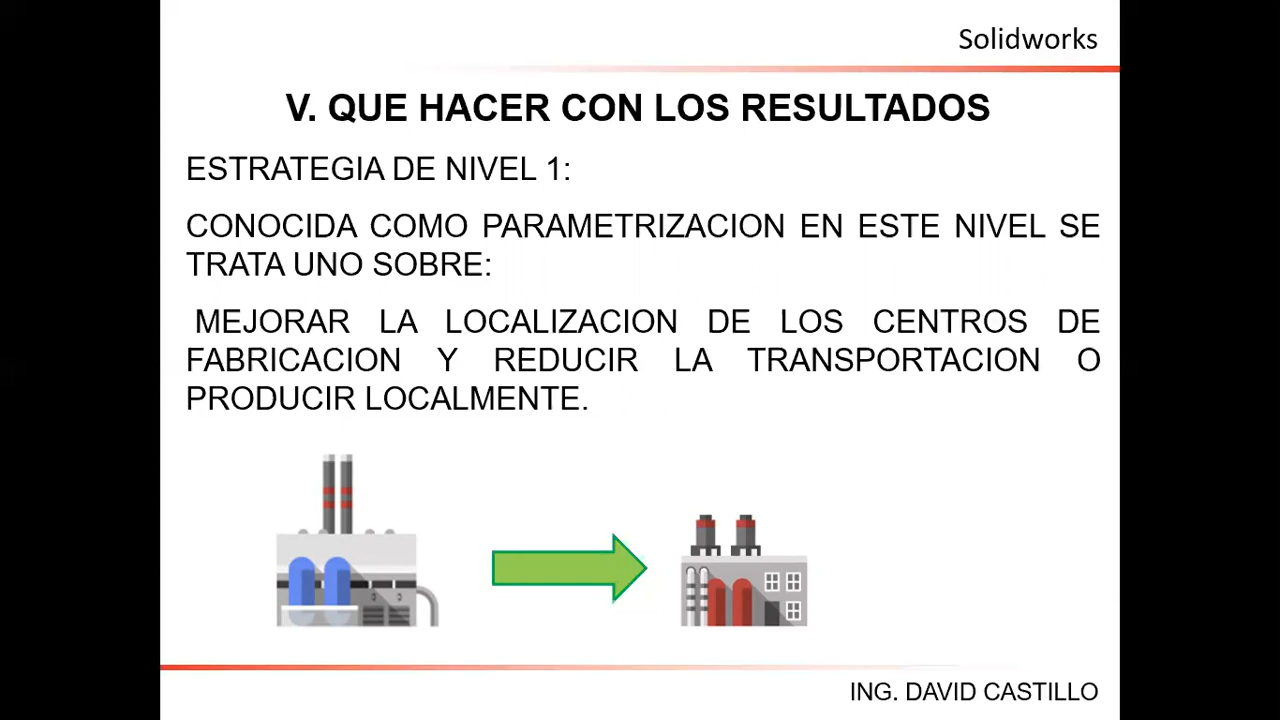 Solidworks
V. QUE HACER CON LOS RESULTADOS
ESTRATEGIA DE NIVEL 1:
CONOCIDA COMO PARAMETRIZACION EN ESTE NIVEL SE
TRATA UNO SOBRE:
MEJORAR LA LOCALIZACION DE LOS CENTROS DE
FABRICACION Y REDUCIR LA TRANSPORTACION O
PRODUCIR LOCALMENTE.
ING. DAVID CASTILLO